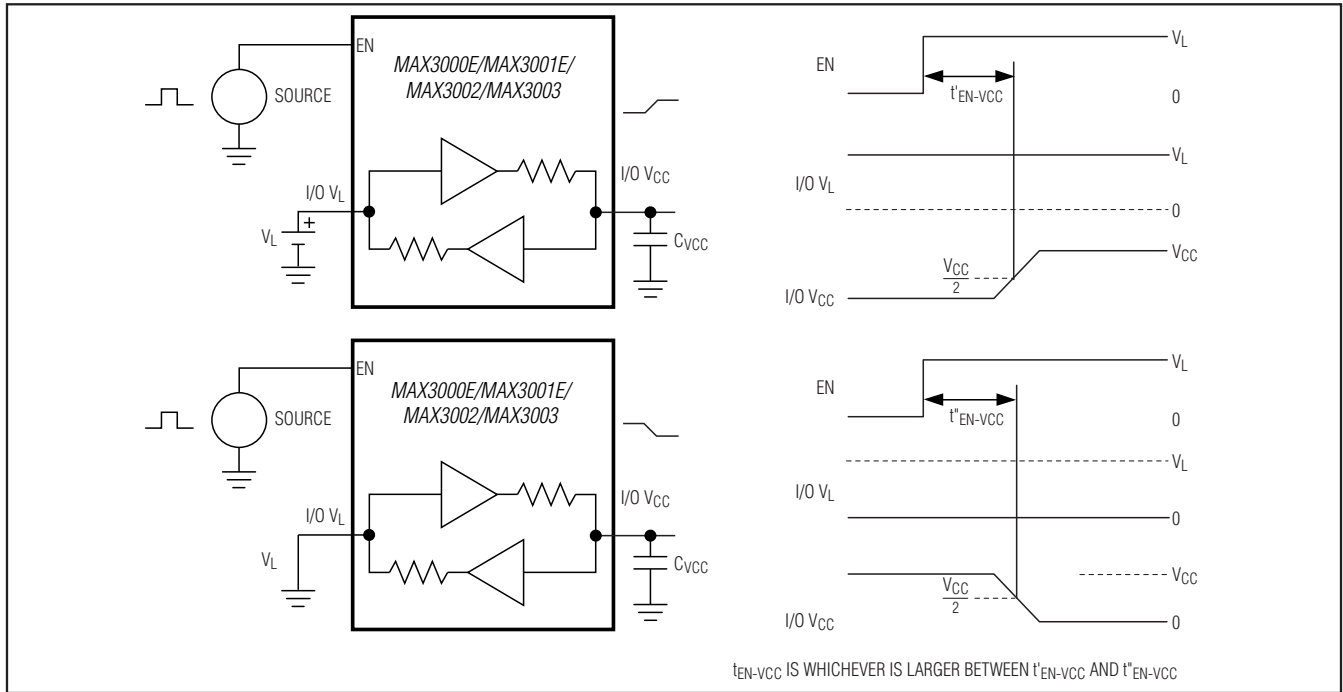 EN
MAX3000E/MAX3001E/
MAX3002/MAX3003
SOURCE
I/O VL
I/O VCC
VL
+
CVCC
EN
VL
t'EN-VCC
0
VL
I/O VL
0
VCC
VCC
2
I/O VCC
EN
MAX3000E/MAX3001E/
MAX3002/MAX3003
SOURCE
I/O VL
I/O VCC
VL
CVCC
VL
EN
t"EN-VCC
0
VL
I/O VL
0
VCC
VCC
2
I/O VCC
0
tEN-VCC IS WHICHEVER IS LARGER BETWEEN t'EN-VCC AND t"EN-VCC